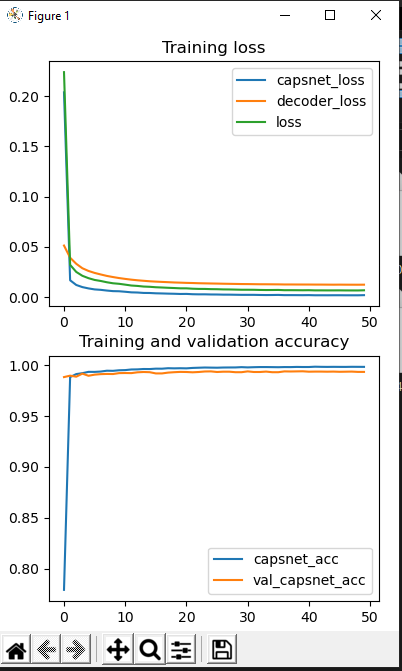 Figure 1
Training loss
capsnet_loss
decoder_loss
loss
0.20
0.15
0.10
0.05
0.00
0 10 20 30 40 50
Training and validation accuracy
1.00
0.95
0.90
0.85
0.80
capsnet_acc
val_capsnet_acc
0 10 20 30 40 50